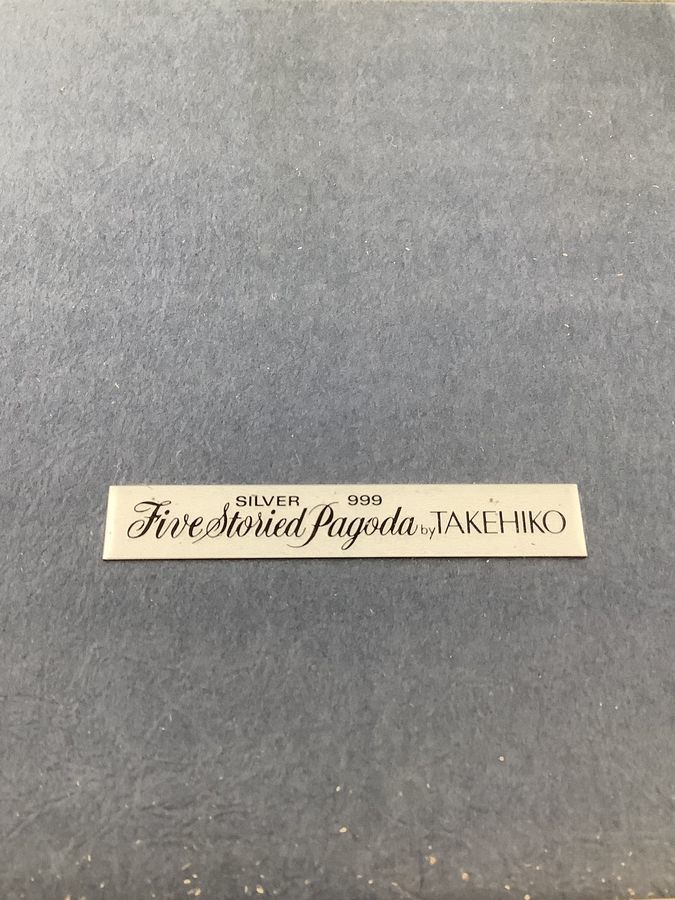 SILVER 999
Five Storied Pagoda by TAKEHIKO